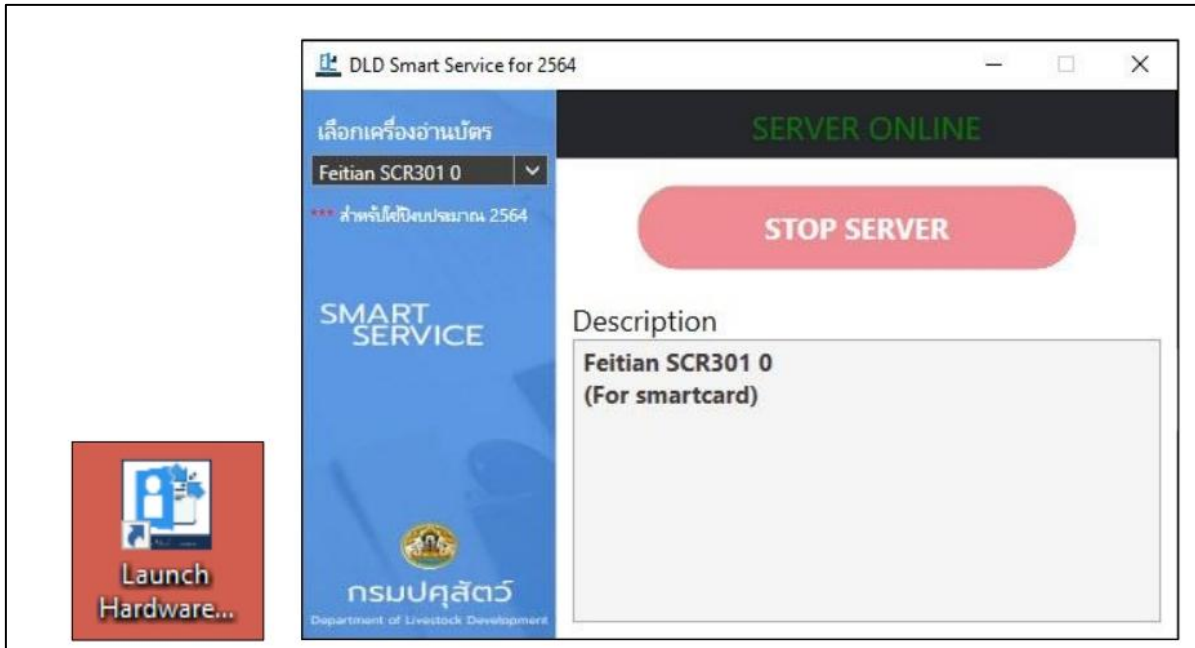 DLD Smart Service for 2564
เลือกเครื่องอ่านบัตร
SERVER ONLINE
Feitian SCR301 0
*** สำหรับใช้ปีงบประมาณ 2564
STOP SERVER
SMART
SERVICE
Description
Feitian SCR301 0
(For smartcard)
กรมปศุสัตว์
Department of Livestock Development
Launch
Hardware...